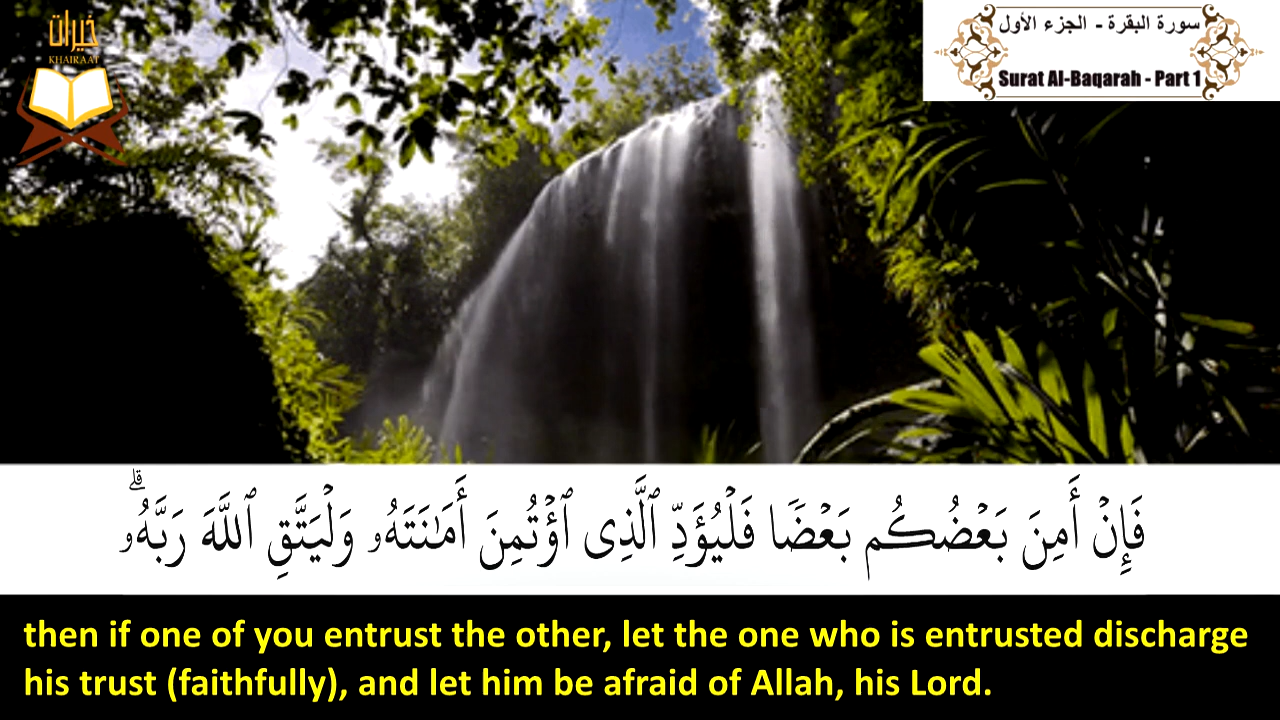 خيرات
KHAIRAAT
سورة البقرة - الجزء الأول
Surat Al-Baqarah - Part 1
فَإِنْ أَمِنَ بَعْضُكُم بَعْضًا فَلْيُؤَدِّ ٱلَّذِى ٱؤْتُمِنَ أَمَـٰنَتَهُۥ وَلْيَتَّقِ ٱللَّهَ رَبَّهُۥ ۗ
then if one of you entrust the other, let the one who is entrusted discharge
his trust (faithfully), and let him be afraid of Allah, his Lord.